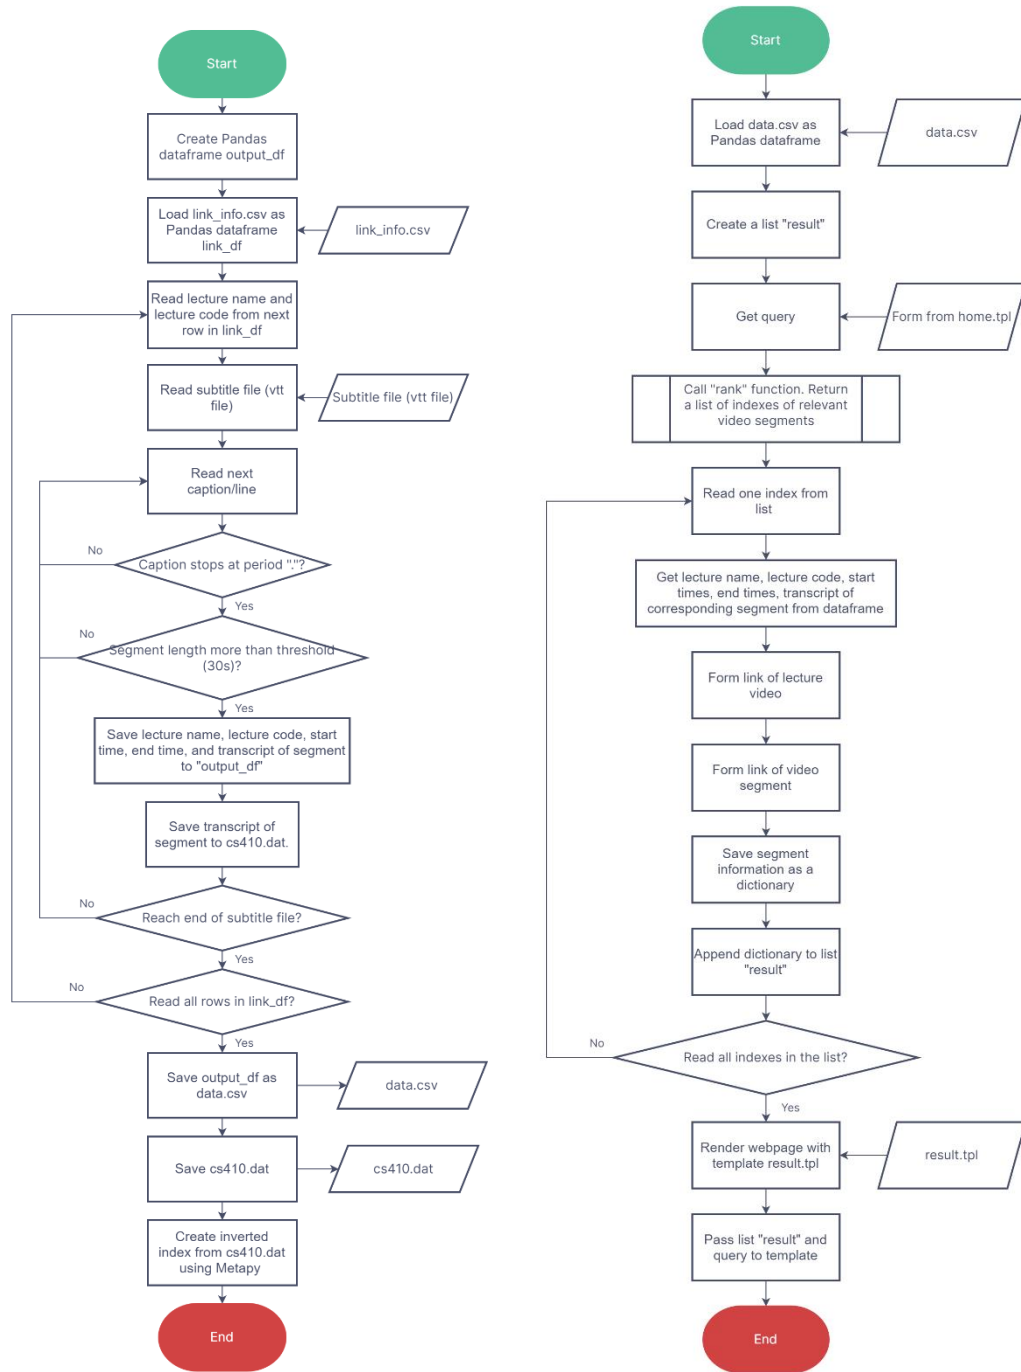 Start
Create Pandas
dataframe output_df
Load link_info.csv as
Pandas dataframe
link_df
link_info.csv
Read lecture name and
lecture code from next
row in link_df
Read subtitle file (vtt
file)
Subtitle file (vtt file)
Read next
caption/line
No
Caption stops at period "."?
Yes
No
Segment length more than threshold
(30s)?
Yes
Save lecture name, lecture code, start
time, end time, and transcript of segment
to "output_df"
Save transcript of
segment to cs410.dat.
No
Reach end of subtitle file?
Yes
No
Read all rows in link_df?
Yes
Save output_df as
data.csv
data.csv
Save cs410.dat
cs410.dat
Create inverted
index from cs410.dat
using Metapy
End
Start
Load data.csv as
Pandas dataframe
data.csv
Create a list "result"
Get query
Form from home.tpl
Call "rank" function. Return
a list of indexes of relevant
video segments
Read one index from
list
Get lecture name, lecture code, start
times, end times, transcript of
corresponding segment from dataframe
Form link of lecture
video
Form link of video
segment
Save segment
information as a
dictionary
Append dictionary to list
"result"
No
Read all indexes in the list?
Yes
Render webpage with
template result.tpl
result.tpl
Pass list "result" and
query to template
End